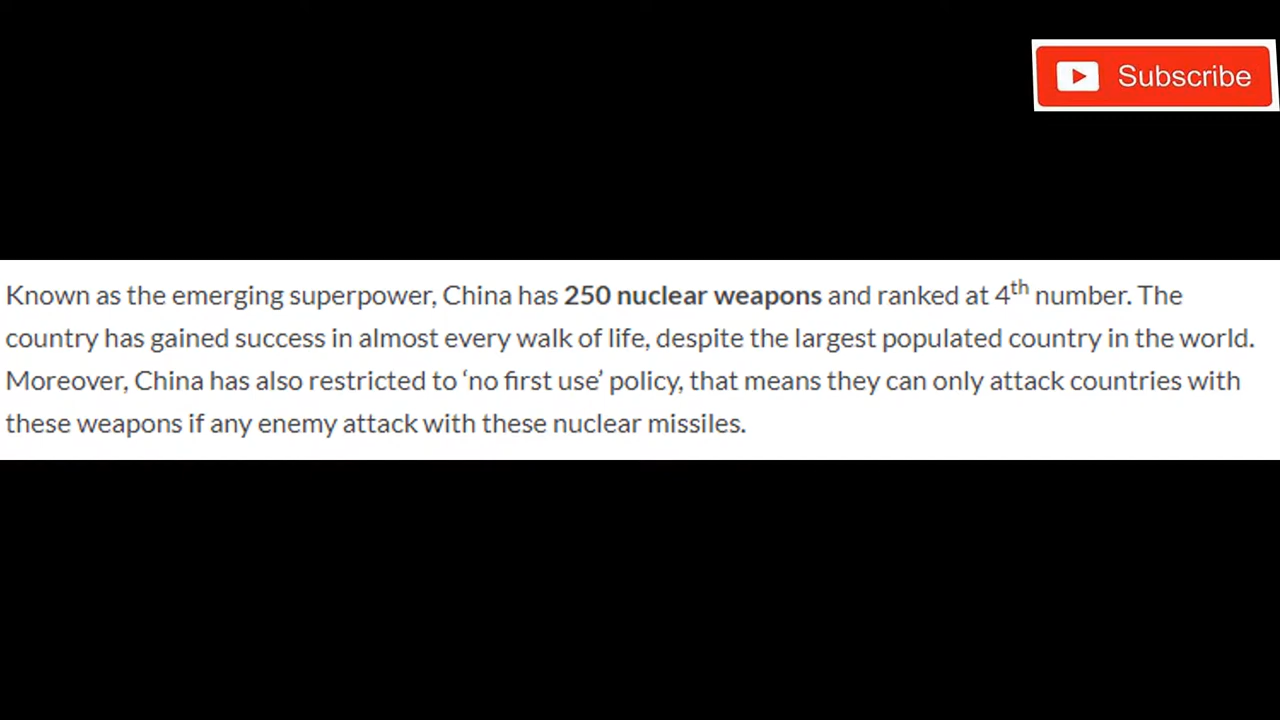 Subscribe
Known as the emerging superpower, China has 250 nuclear weapons and ranked at 4th number. The
country has gained success in almost every walk of life, despite the largest populated country in the world.
Moreover, China has also restricted to ‘no first use’ policy, that means they can only attack countries with
these weapons if any enemy attack with these nuclear missiles.